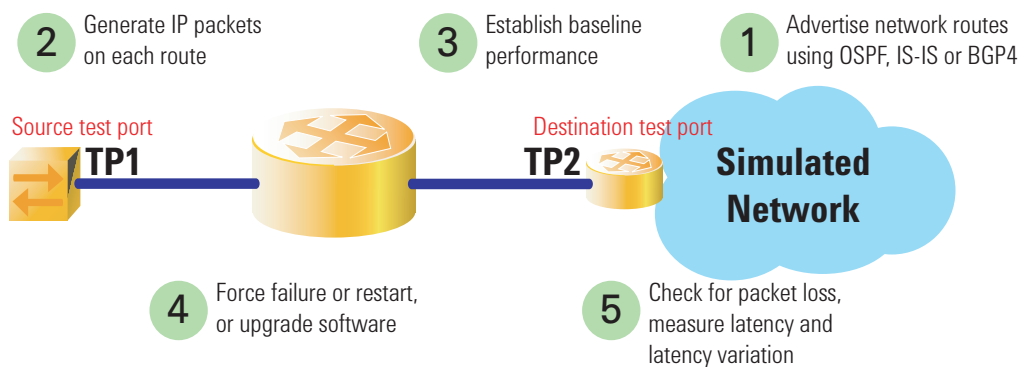 2
Generate IP packets
on each route
3
Establish baseline
performance
1
Advertise network routes
using OSPF, IS-IS or BGP4
Source test port
TP1
Destination test port
TP2
Simulated
Network
4
Force failure or restart,
or upgrade software
5
Check for packet loss,
measure latency and
latency variation